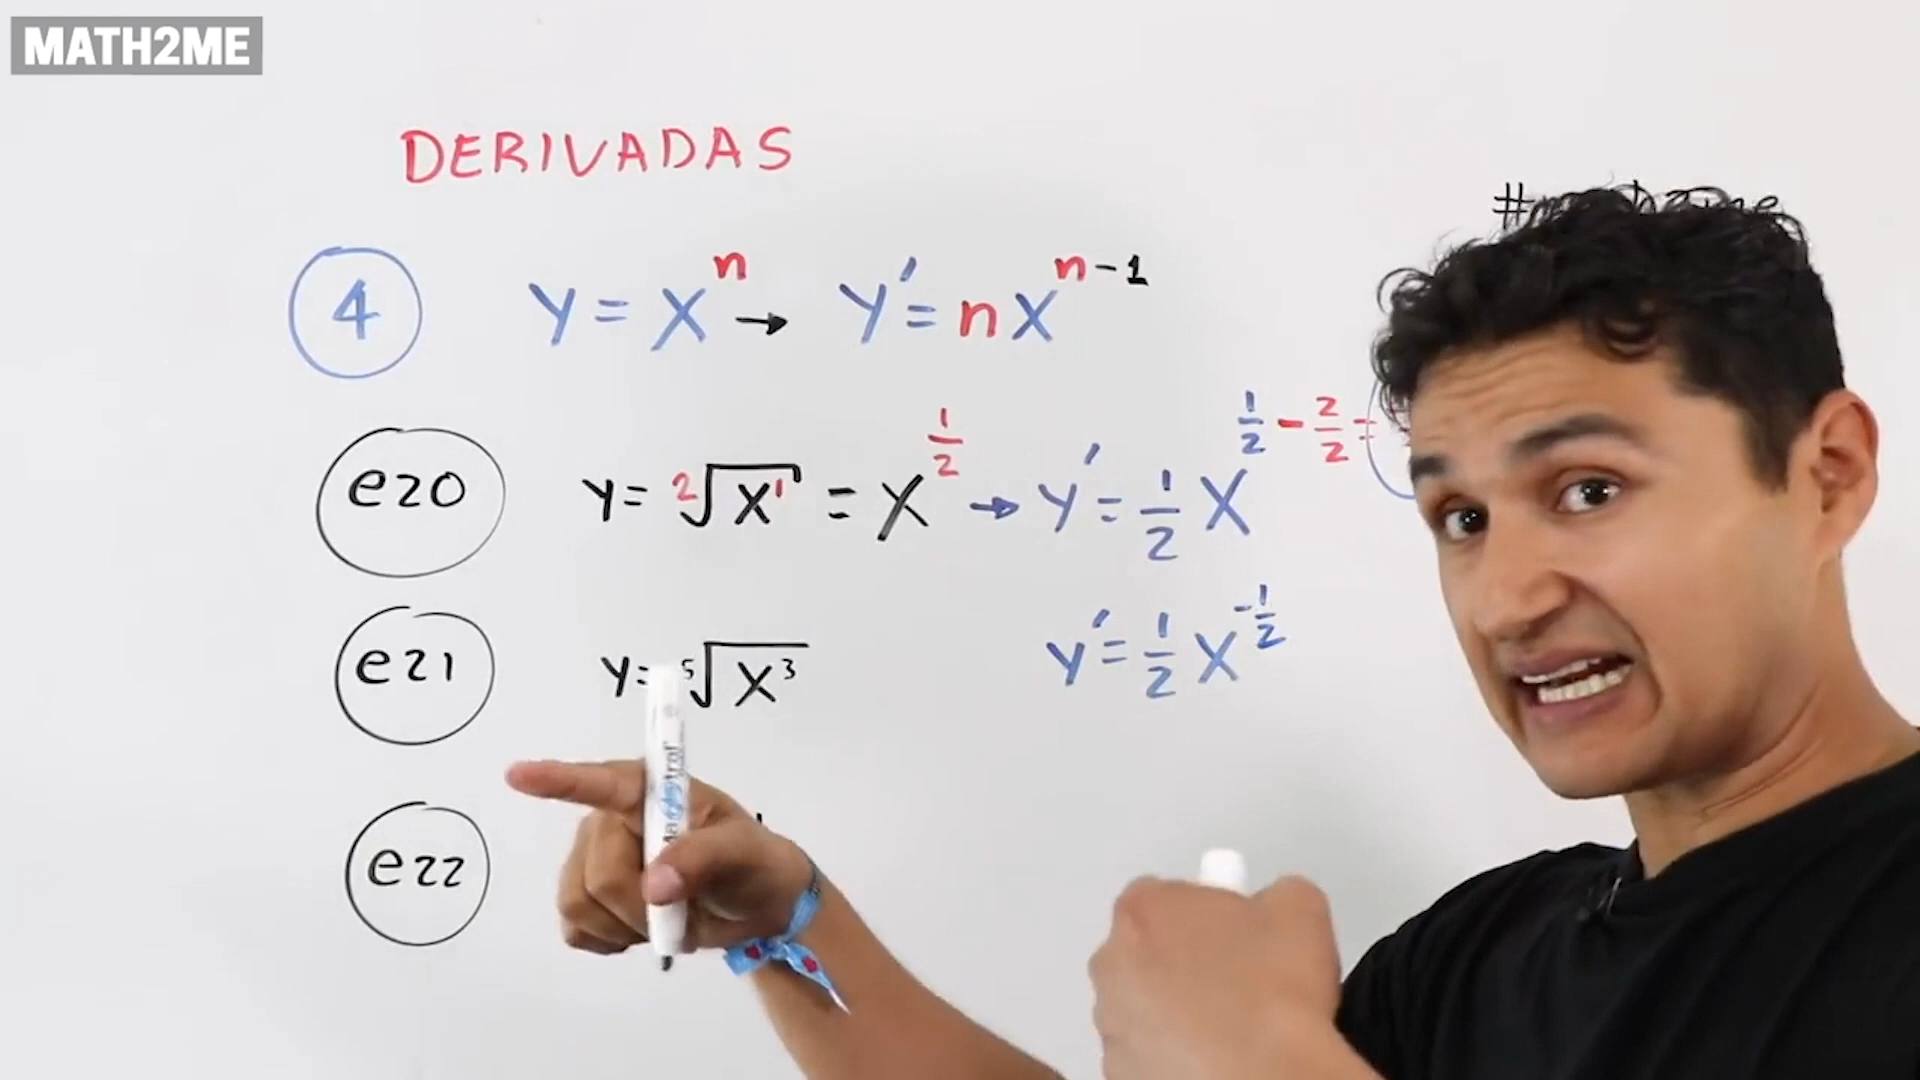 MATH2ME
DERIVADAS
4 y = x^n → y' = nx^(n-1)
e20 y = ²√x¹ = x^(1/2) → y' = 1/2 x^(1/2 - 2/2 =
y' = 1/2 x^(-1/2)
e21 y = ⁵√x³
e22